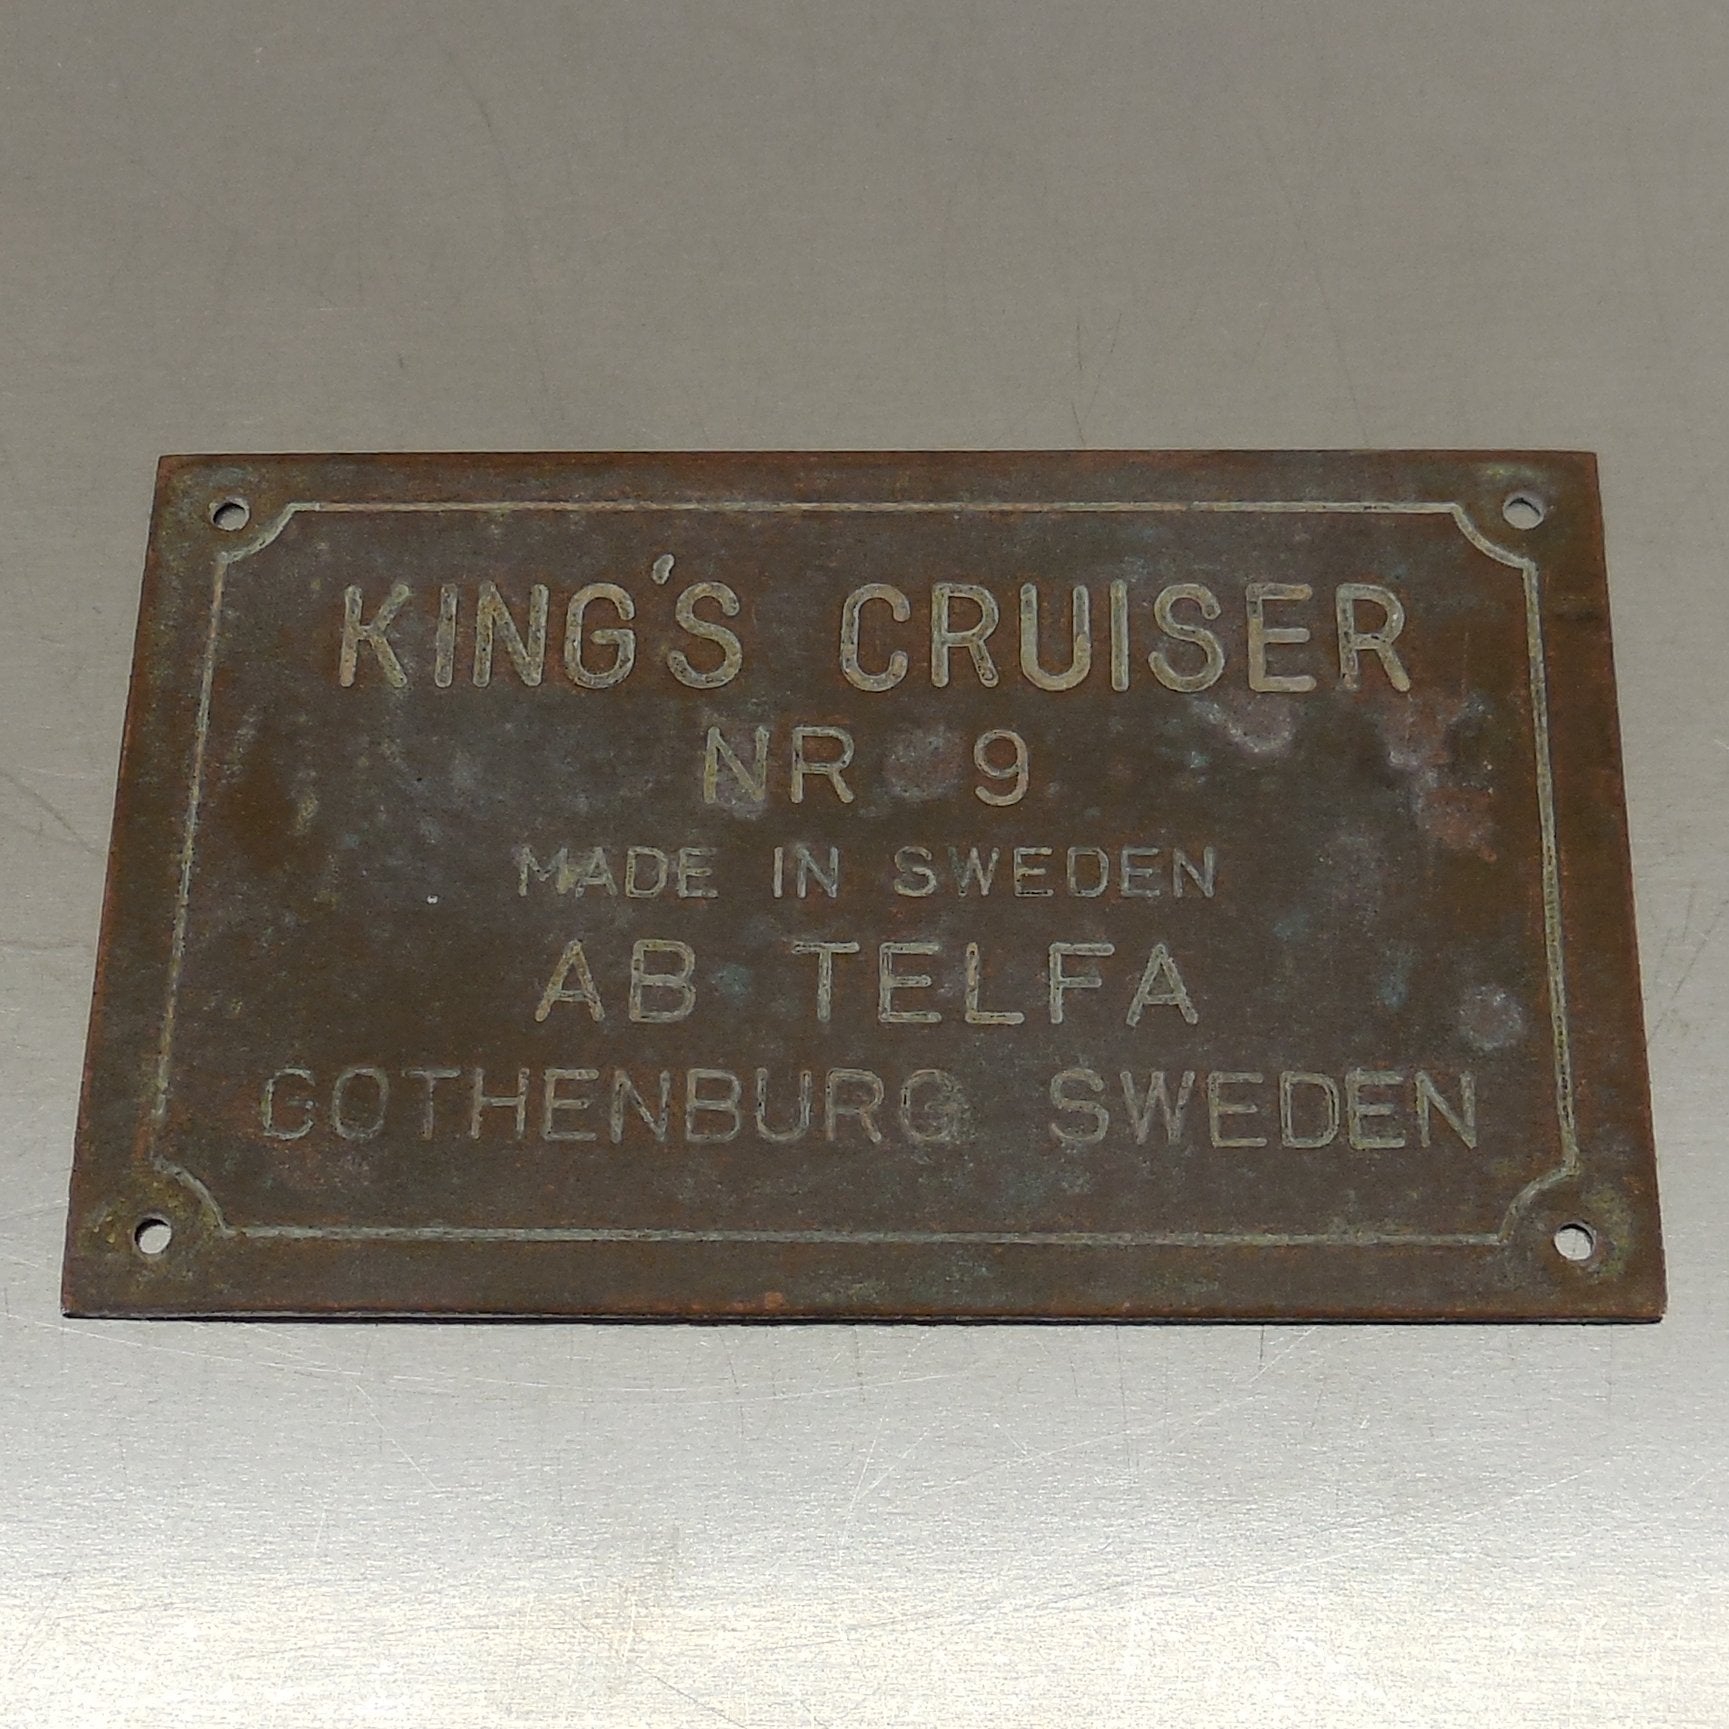 KING'S CRUISER
NR 9
MADE IN SWEDEN
AB TELFA
GOTHENBURG SWEDEN